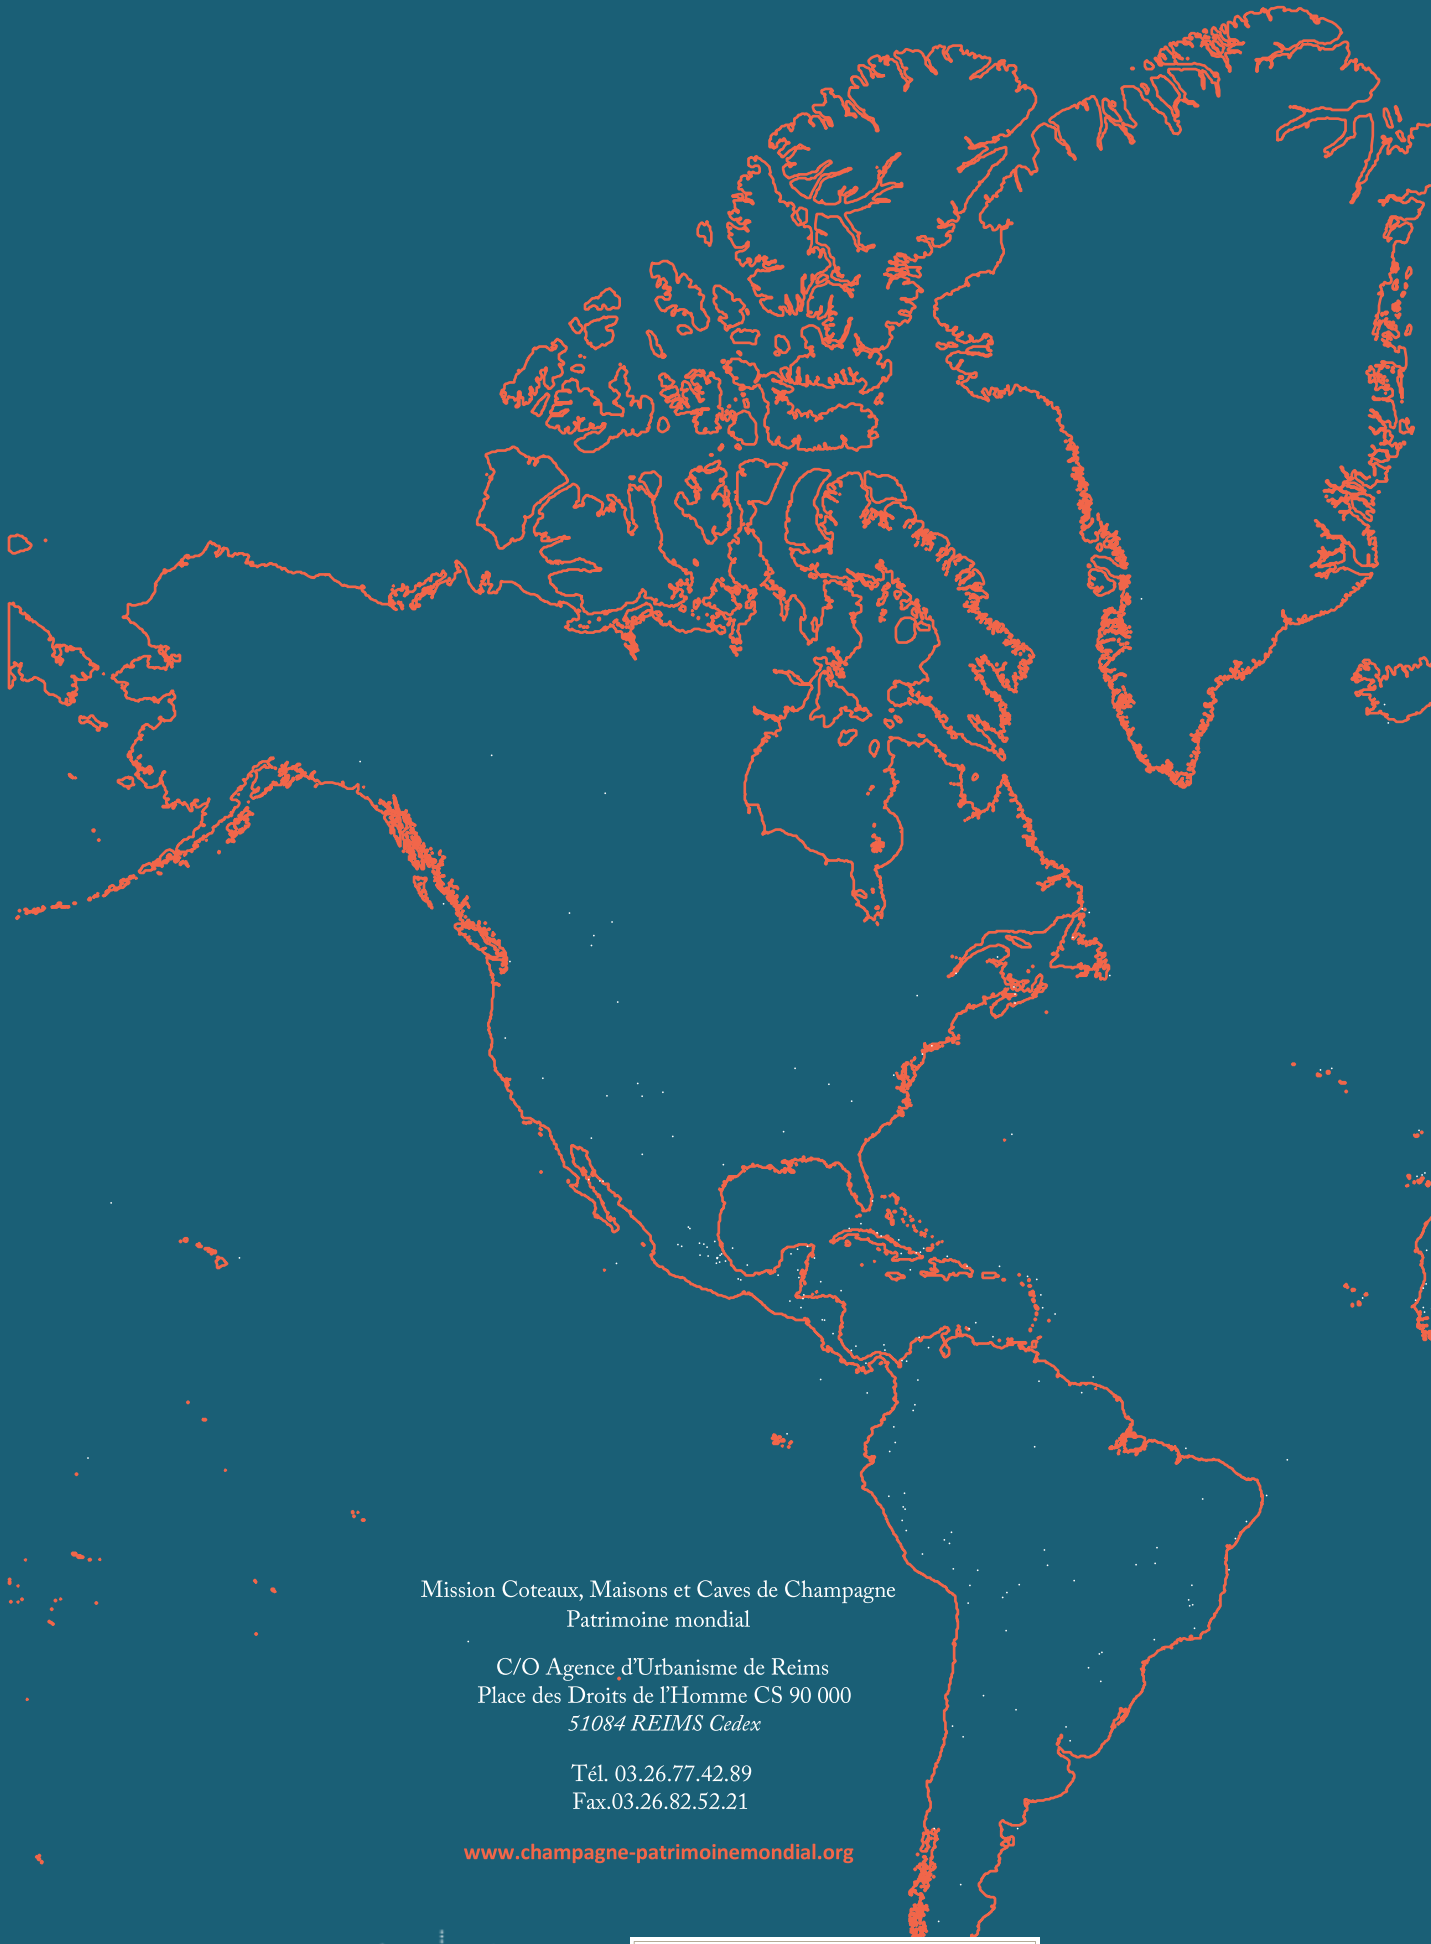 Mission Coteaux, Maisons et Caves de Champagne
Patrimoine mondial
C/O Agence d'Urbanisme de Reims
Place des Droits de l'Homme CS 90 000
51084 REIMS Cedex
Tél. 03.26.77.42.89
Fax.03.26.82.52.21
www.champagne-patrimoinemondial.org